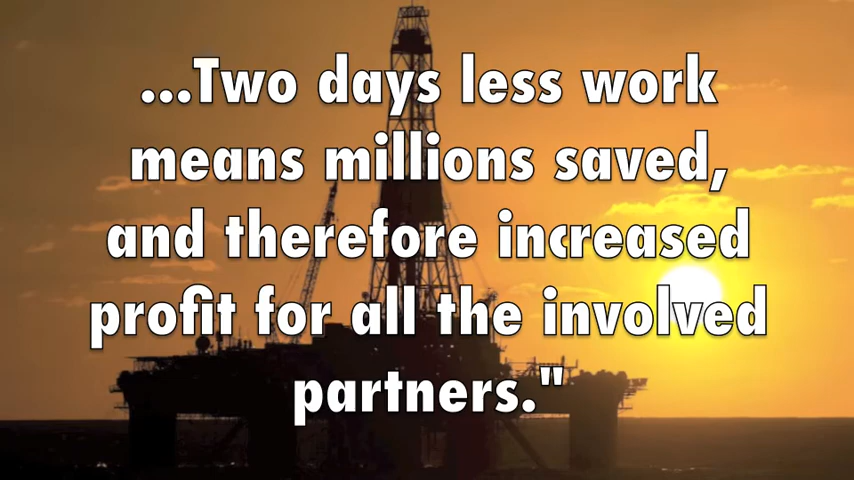 ...Two days less work
means millions saved,
and therefore increased
profit for all the involved
partners."